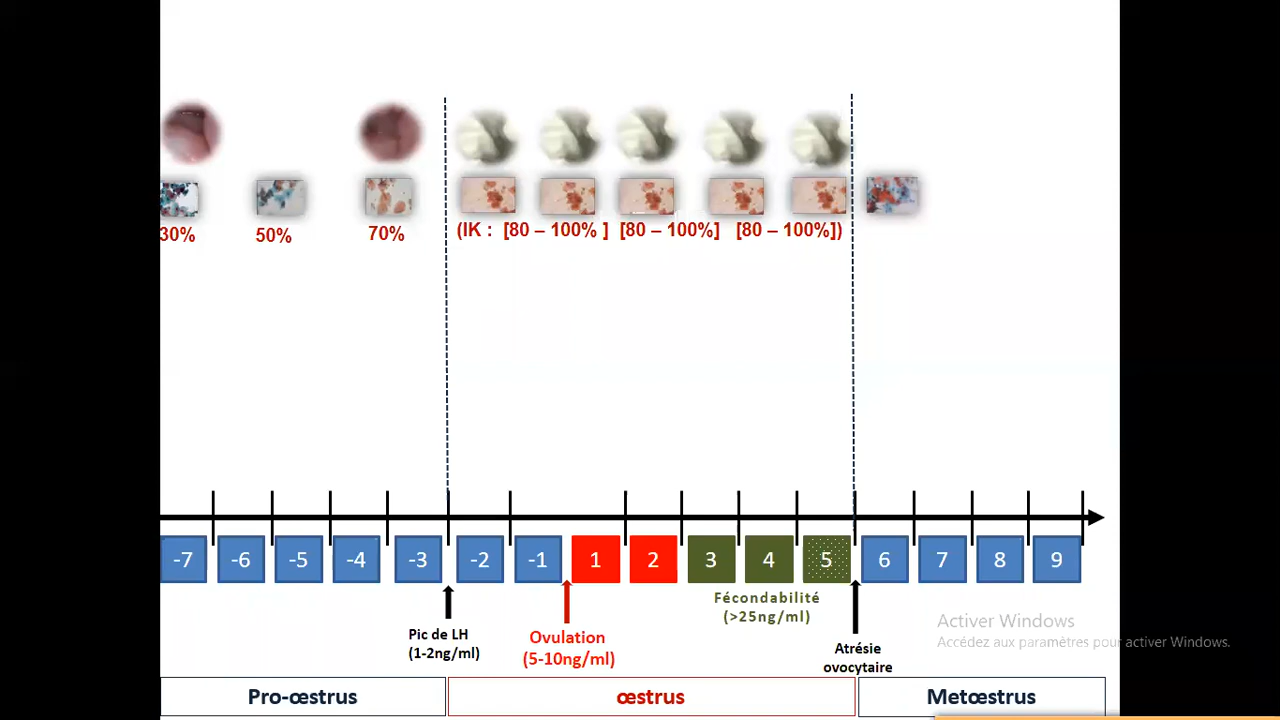 30% 50% 70% (IK : [80 – 100% ] [80 – 100%] [80 – 100%])
-7 -6 -5 -4 -3 -2 -1 1 2 3 4 5 6 7 8 9
Fécondabilité
(>25ng/ml)
Pic de LH
(1-2ng/ml)
Ovulation
(5-10ng/ml)
Atrésie
ovocytaire
Activer Windows
Accédez aux paramètres pour activer Windows.
Pro-œstrus œstrus Metœstrus